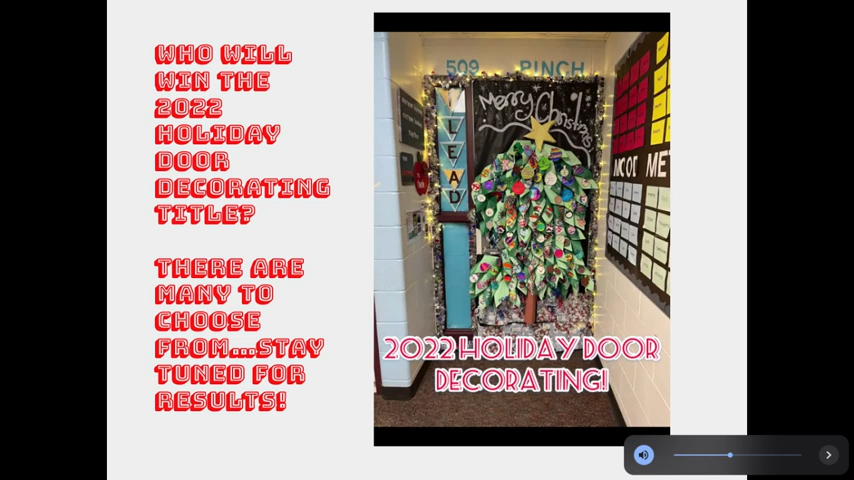 WHO WILL
WIN THE
2022
HOLIDAY
DOOR
DECORATING
TITLE?
THERE ARE
MANY TO
CHOOSE
FROM...STAY
TUNED FOR
RESULTS!
509 PINCH
Merry Christmas
LEAD
2022 HOLIDAY DOOR
DECORATING!